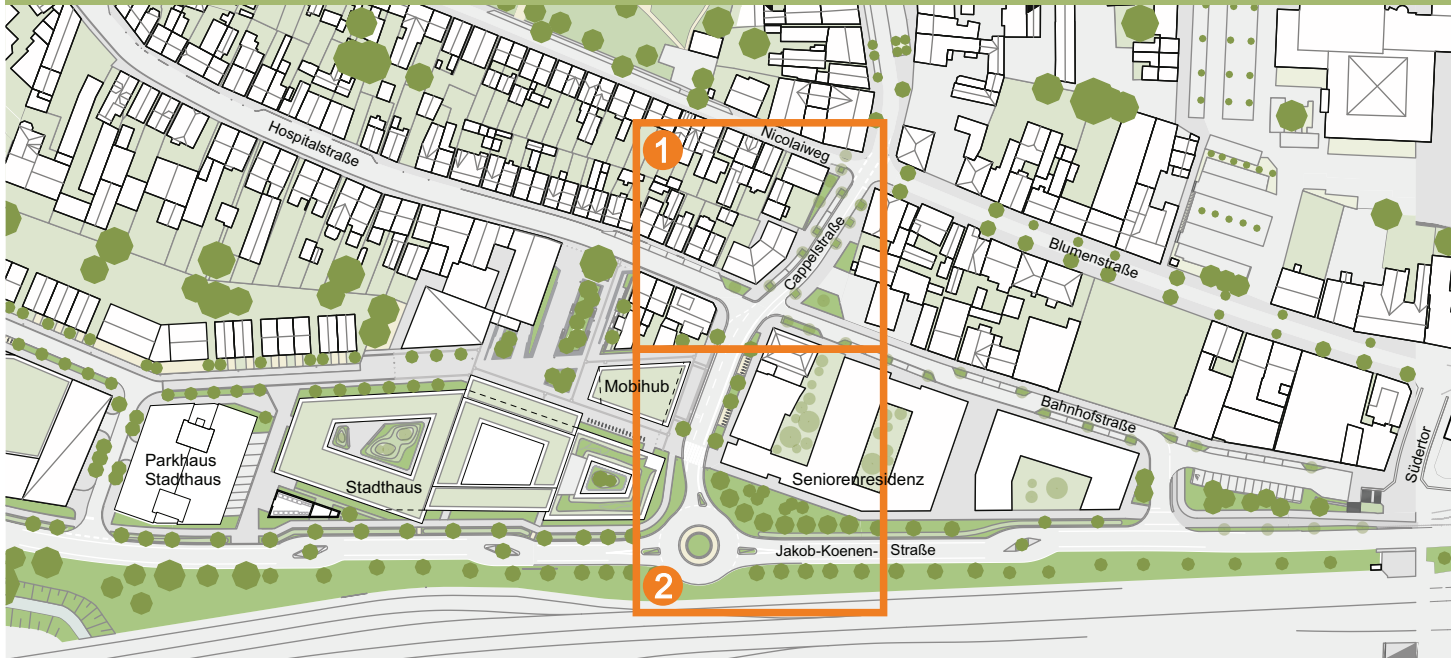 1
Nicolaiweg
Hospitalstraße
Cappelstraße
Blumenstraße
Mobihub
Bahnhofstraße
Parkhaus
Stadthaus
Stadthaus
Seniorenresidenz
Südertor
Jakob-Koenen- Straße
2